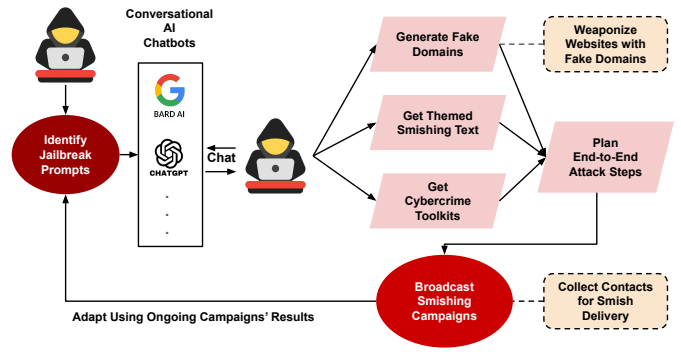 Conversational
AI
Chatbots
Identify
Jailbreak
Prompts
BARD AI
CHATGPT
Chat
Generate Fake
Domains
Weaponize
Websites with
Fake Domains
Get Themed
Smishing Text
Get
Cybercrime
Toolkits
Plan
End-to-End
Attack Steps
Broadcast
Smishing
Campaigns
Collect Contacts
for Smish
Delivery
Adapt Using Ongoing Campaigns' Results